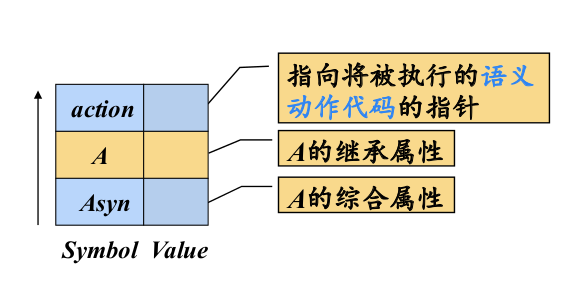 指向将被执行的语义
动作代码的指针
action
A的继承属性
A
A的综合属性
Asyn
Symbol Value